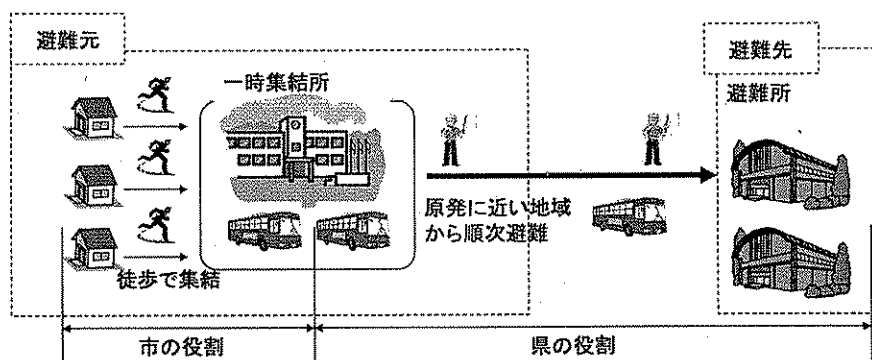 避難元
避難先
一時集結所
避難所
原発に近い地域
から順次避難
徒歩で集結
市の役割
県の役割